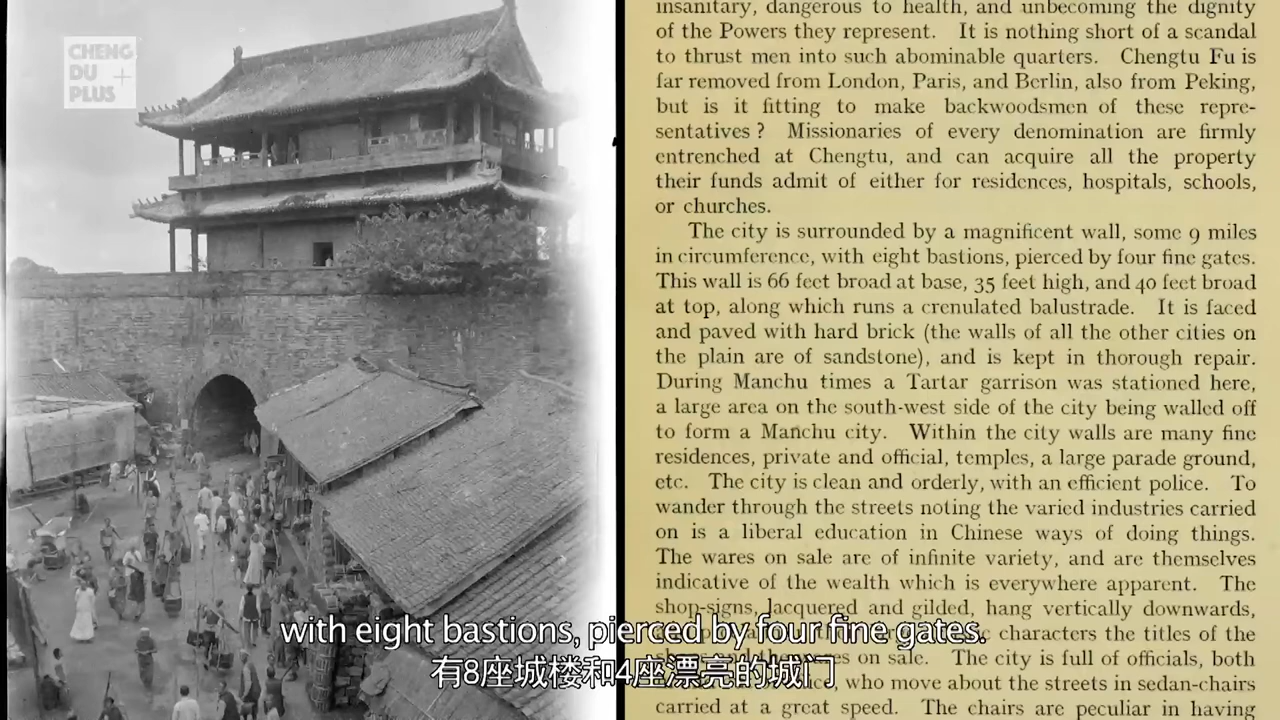 CHENG
DU
PLUS+
insanitary, dangerous to health, and unbecoming the dignity
of the Powers they represent. It is nothing short of a scandal
to thrust men into such abominable quarters. Chengtu Fu is
far removed from London, Paris, and Berlin, also from Peking,
but is it fitting to make backwoodsmen of these repre-
sentatives? Missionaries of every denomination are firmly
entrenched at Chengtu, and can acquire all the property
their funds admit of either for residences, hospitals, schools,
or churches.
The city is surrounded by a magnificent wall, some 9 miles
in circumference, with eight bastions, pierced by four fine gates.
This wall is 66 feet broad at base, 35 feet high, and 40 feet broad
at top, along which runs a crenulated balustrade. It is faced
and paved with hard brick (the walls of all the other cities on
the plain are of sandstone), and is kept in thorough repair.
During Manchu times a Tartar garrison was stationed here,
a large area on the south-west side of the city being walled off
to form a Manchu city. Within the city walls are many fine
residences, private and official, temples, a large parade ground,
etc. The city is clean and orderly, with an efficient police. To
wander through the streets noting the varied industries carried
on is a liberal education in Chinese ways of doing things.
The wares on sale are of infinite variety, and are themselves
indicative of the wealth which is everywhere apparent. The
shop-signs, lacquered and gilded, hang vertically downwards,
characters the titles of the
on sale. The city is full of officials, both
who move about the streets in sedan-chairs
carried at a great speed. The chairs are peculiar in having
with eight bastions, pierced by four fine gates.
有8座城楼和4座漂亮的城门